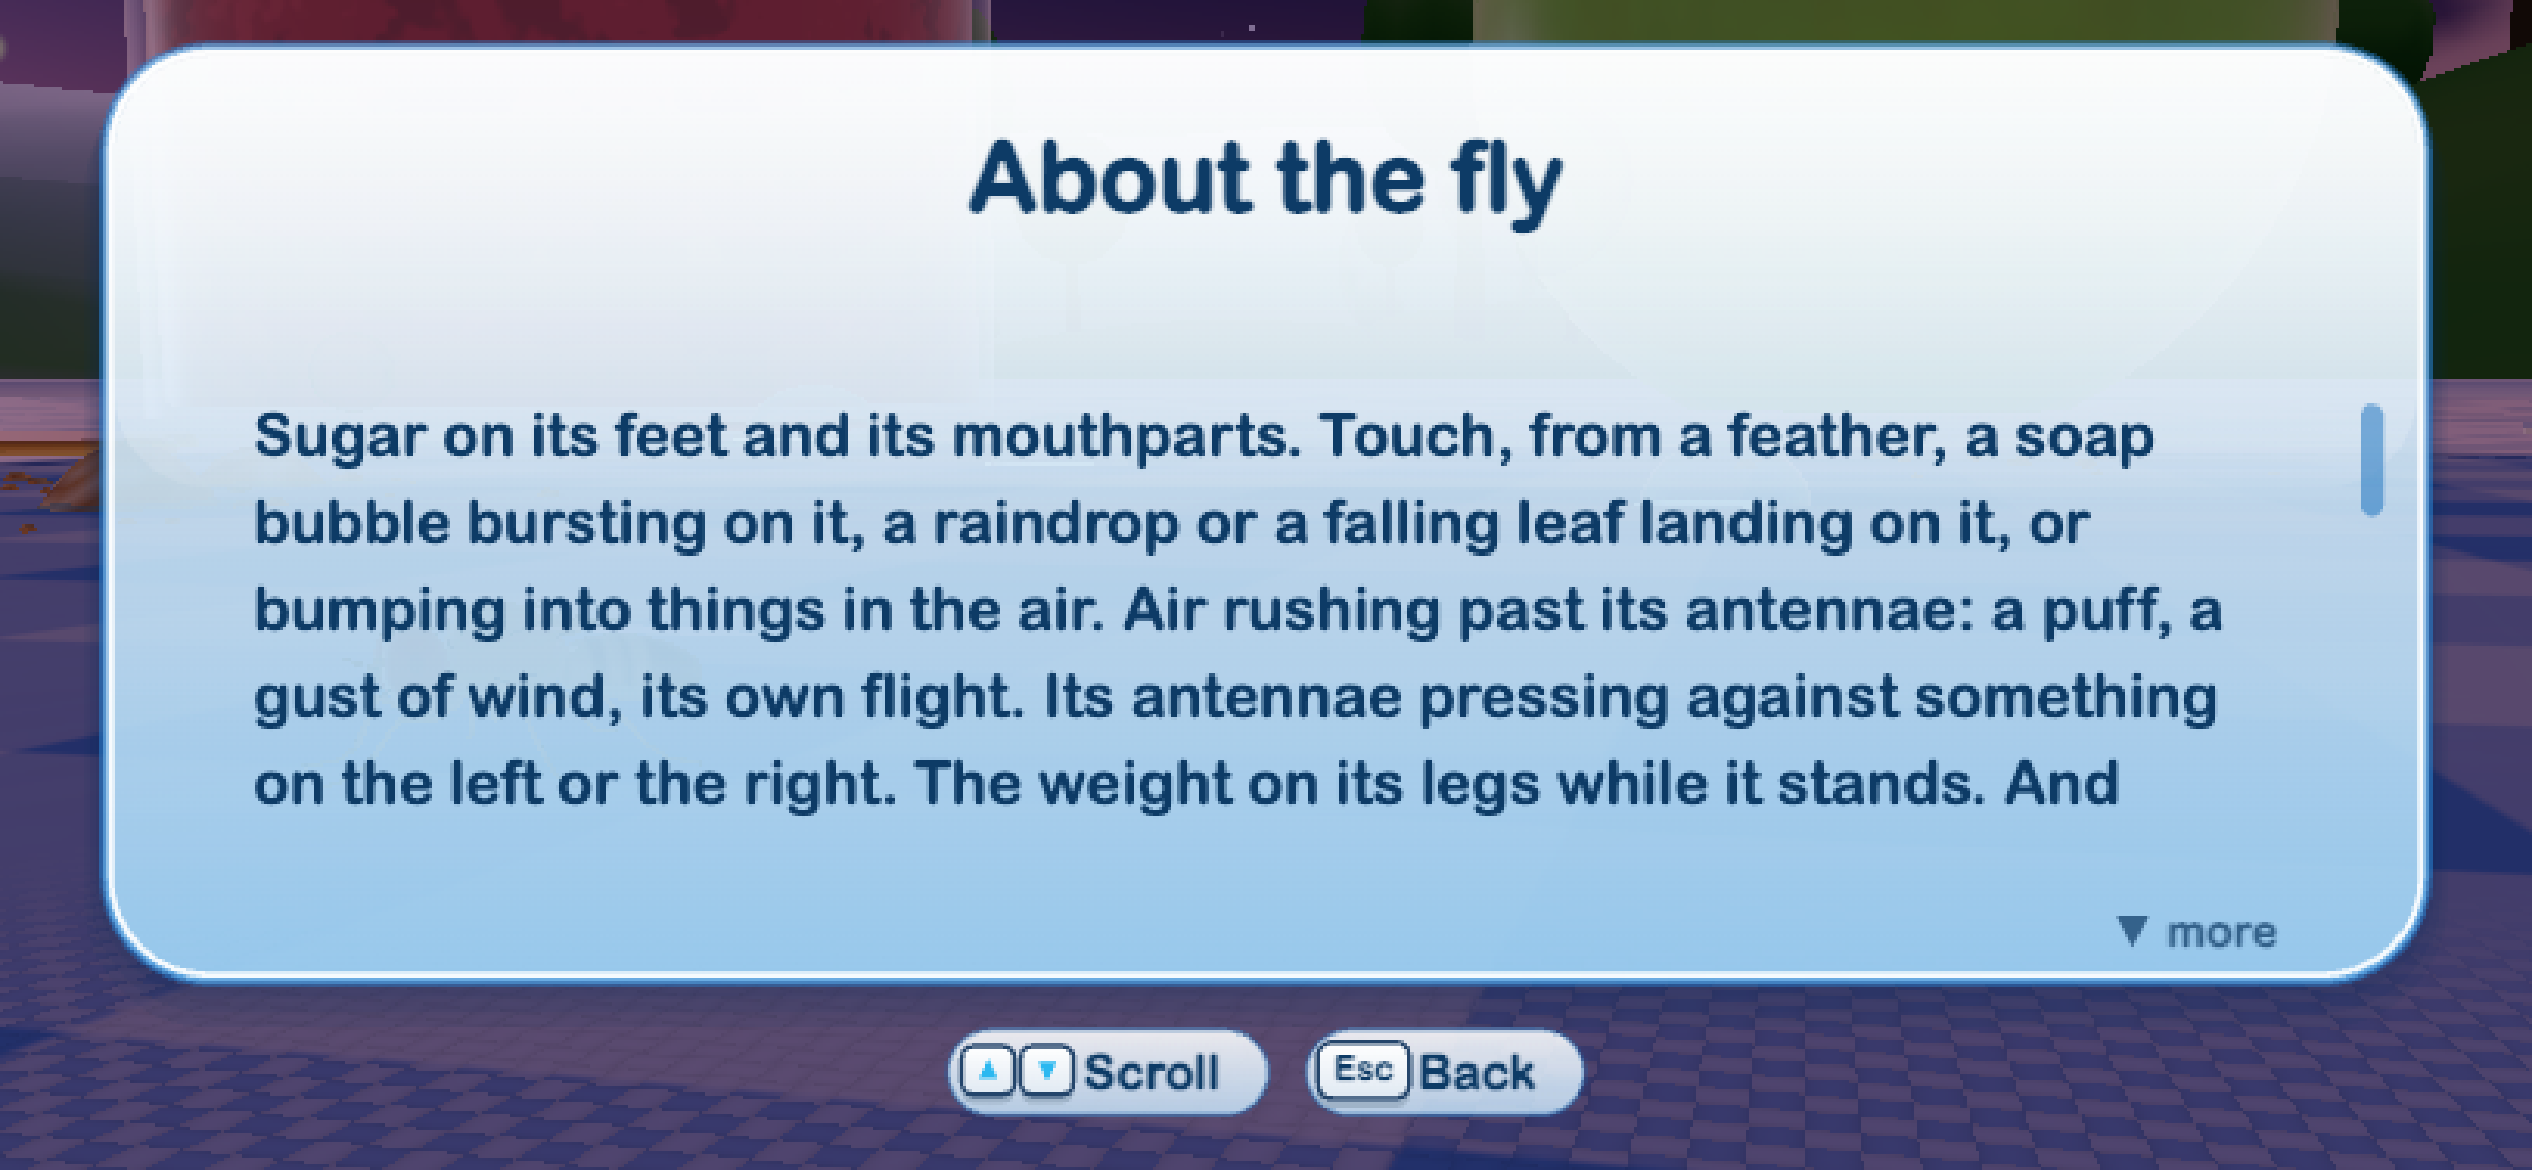 About the fly
Sugar on its feet and its mouthparts. Touch, from a feather, a soap
bubble bursting on it, a raindrop or a falling leaf landing on it, or
bumping into things in the air. Air rushing past its antennae: a puff, a
gust of wind, its own flight. Its antennae pressing against something
on the left or the right. The weight on its legs while it stands. And
▼ more
▲ ▼ Scroll
Esc Back